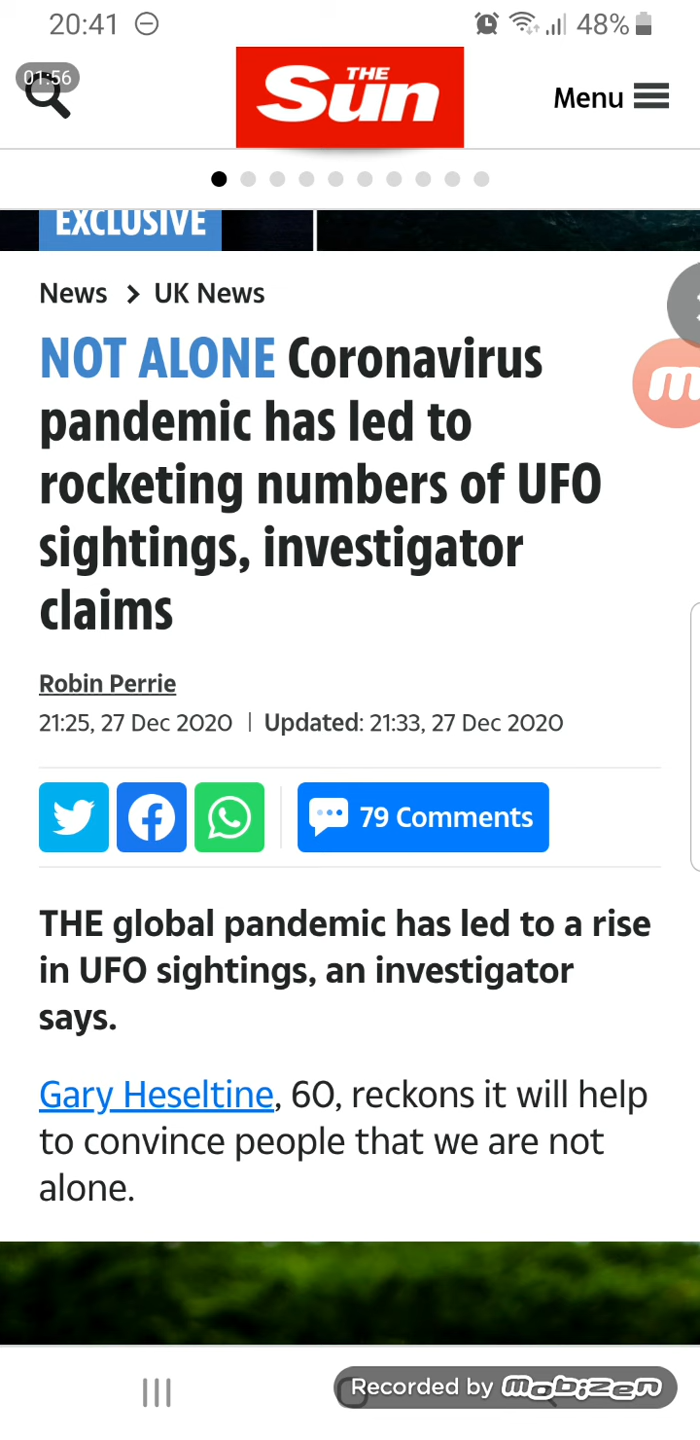 20:41 48%
01:56
THE
Sun
Menu
EXCLUSIVE
News > UK News
NOT ALONE Coronavirus
pandemic has led to
rocketing numbers of UFO
sightings, investigator
claims
Robin Perrie
21:25, 27 Dec 2020 | Updated: 21:33, 27 Dec 2020
79 Comments
THE global pandemic has led to a rise
in UFO sightings, an investigator
says.
Gary Heseltine, 60, reckons it will help
to convince people that we are not
alone.
Recorded by mobizen